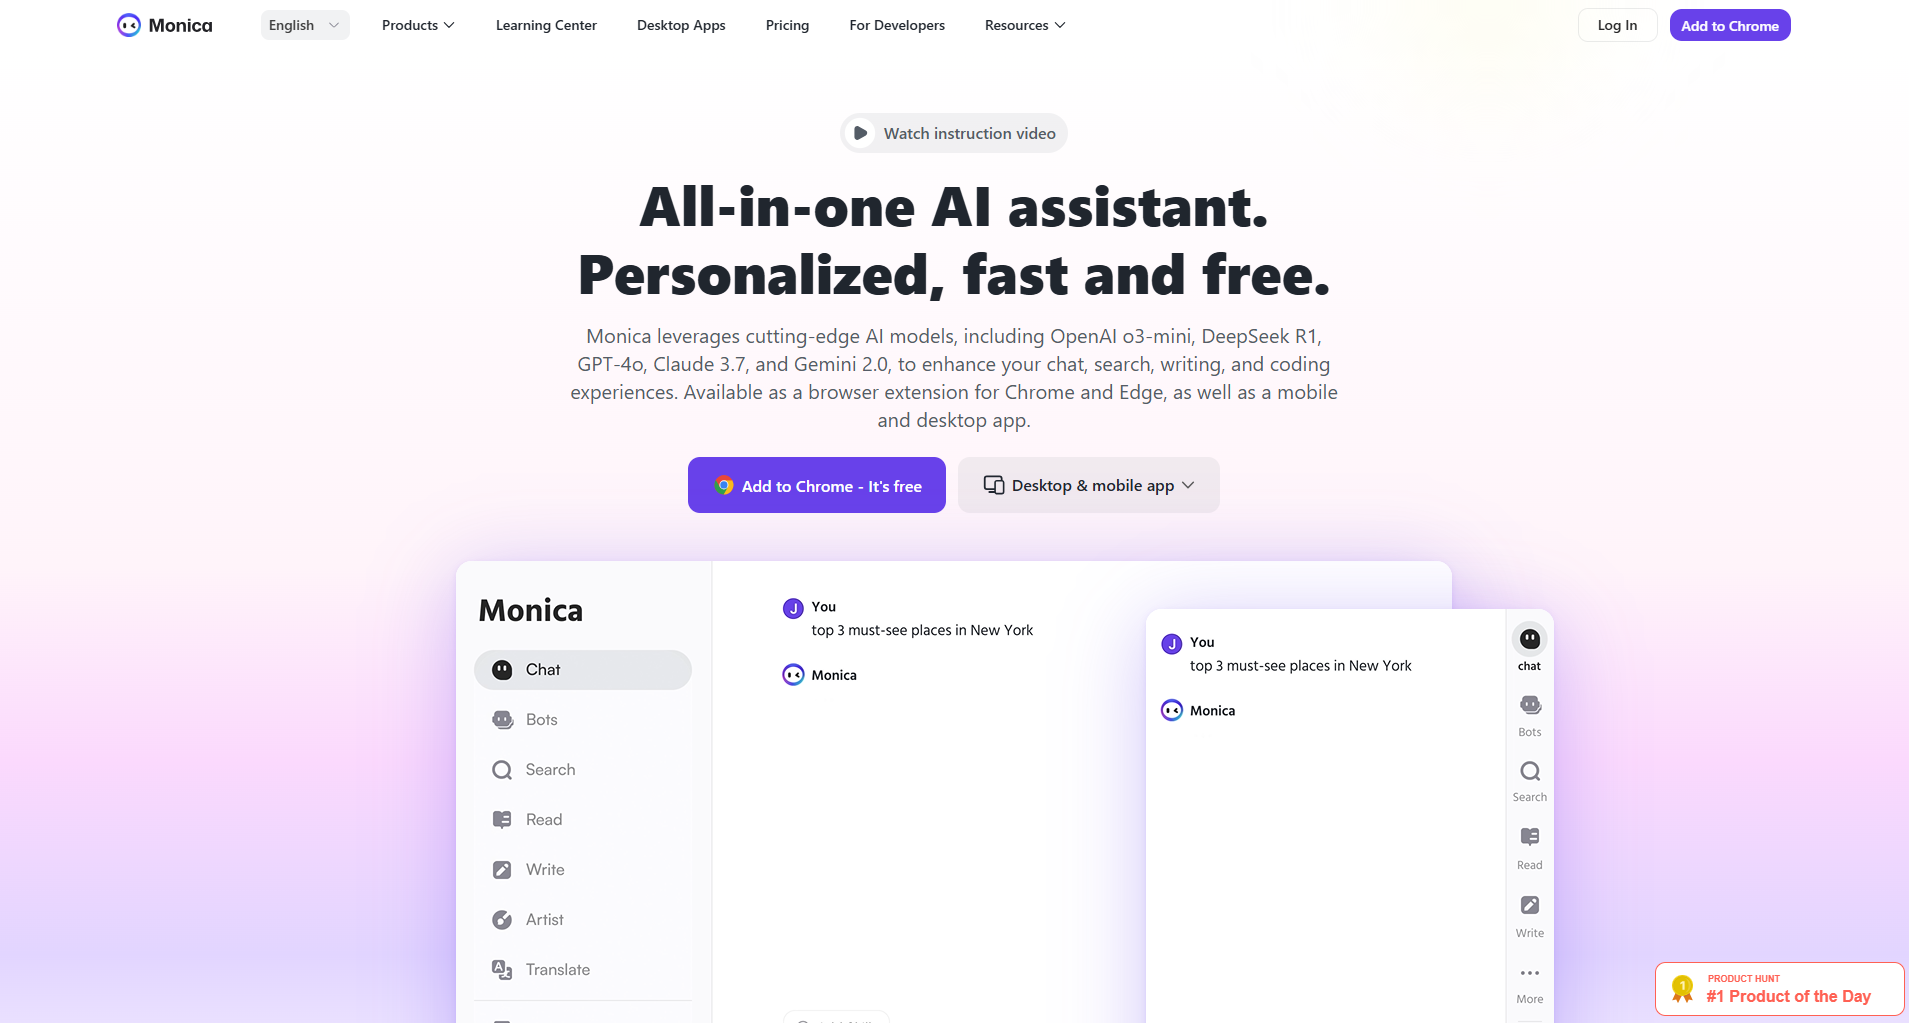 Monica
English
Products
Learning Center
Desktop Apps
Pricing
For Developers
Resources
Log In
Add to Chrome
Watch instruction video
All-in-one AI assistant.
Personalized, fast and free.
Monica leverages cutting-edge AI models, including OpenAI o3-mini, DeepSeek R1,
GPT-4o, Claude 3.7, and Gemini 2.0, to enhance your chat, search, writing, and coding
experiences. Available as a browser extension for Chrome and Edge, as well as a mobile
and desktop app.
Add to Chrome - It's free
Desktop & mobile app
Monica
Chat
Bots
Search
Read
Write
Artist
Translate
J
You
top 3 must-see places in New York
Monica
J
You
top 3 must-see places in New York
Monica
chat
Bots
Search
Read
Write
More
1
PRODUCT HUNT
#1 Product of the Day